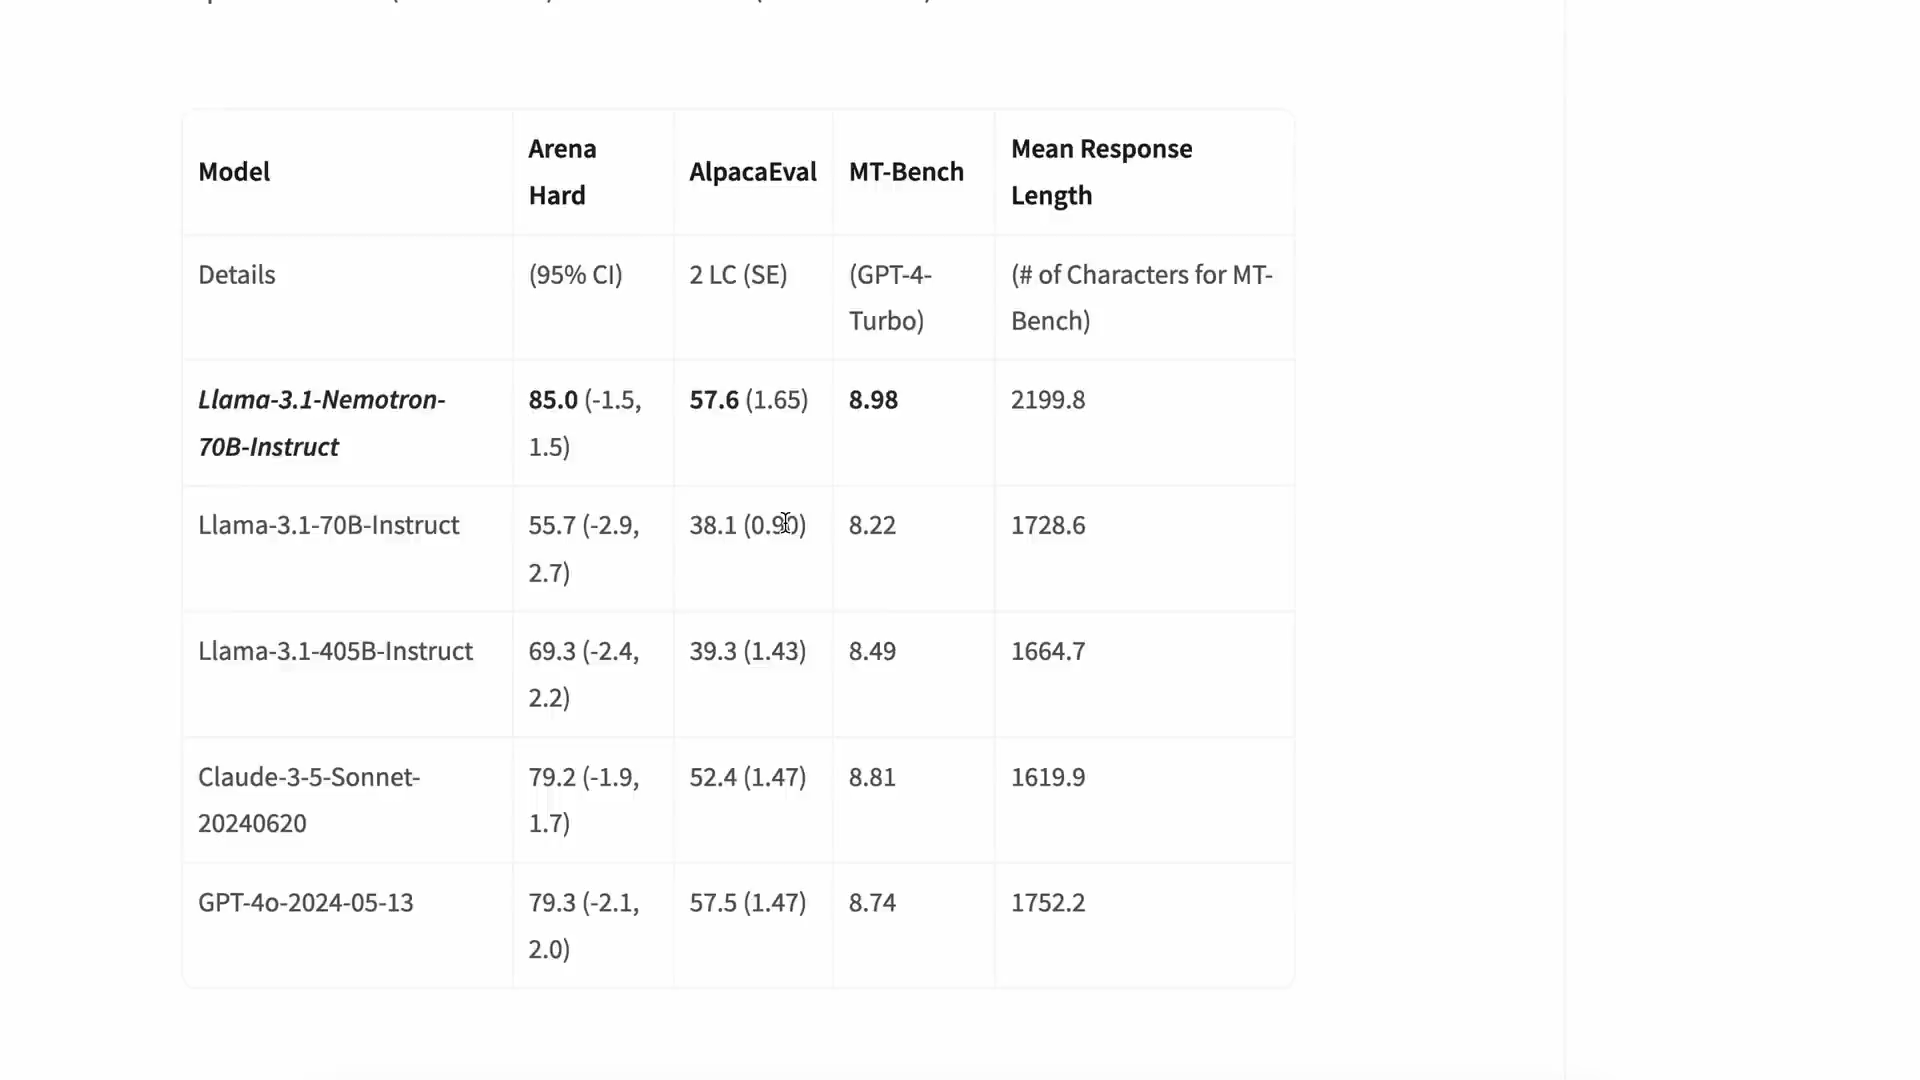 Model
Arena
Hard
AlpacaEval
MT-Bench
Mean Response
Length
Details
(95% CI)
2 LC (SE)
(GPT-4-
Turbo)
(# of Characters for MT-
Bench)
Llama-3.1-Nemotron-
70B-Instruct
85.0 (-1.5,
1.5)
57.6 (1.65)
8.98
2199.8
Llama-3.1-70B-Instruct
55.7 (-2.9,
2.7)
38.1 (0.90)
8.22
1728.6
Llama-3.1-405B-Instruct
69.3 (-2.4,
2.2)
39.3 (1.43)
8.49
1664.7
Claude-3-5-Sonnet-
20240620
79.2 (-1.9,
1.7)
52.4 (1.47)
8.81
1619.9
GPT-4o-2024-05-13
79.3 (-2.1,
2.0)
57.5 (1.47)
8.74
1752.2